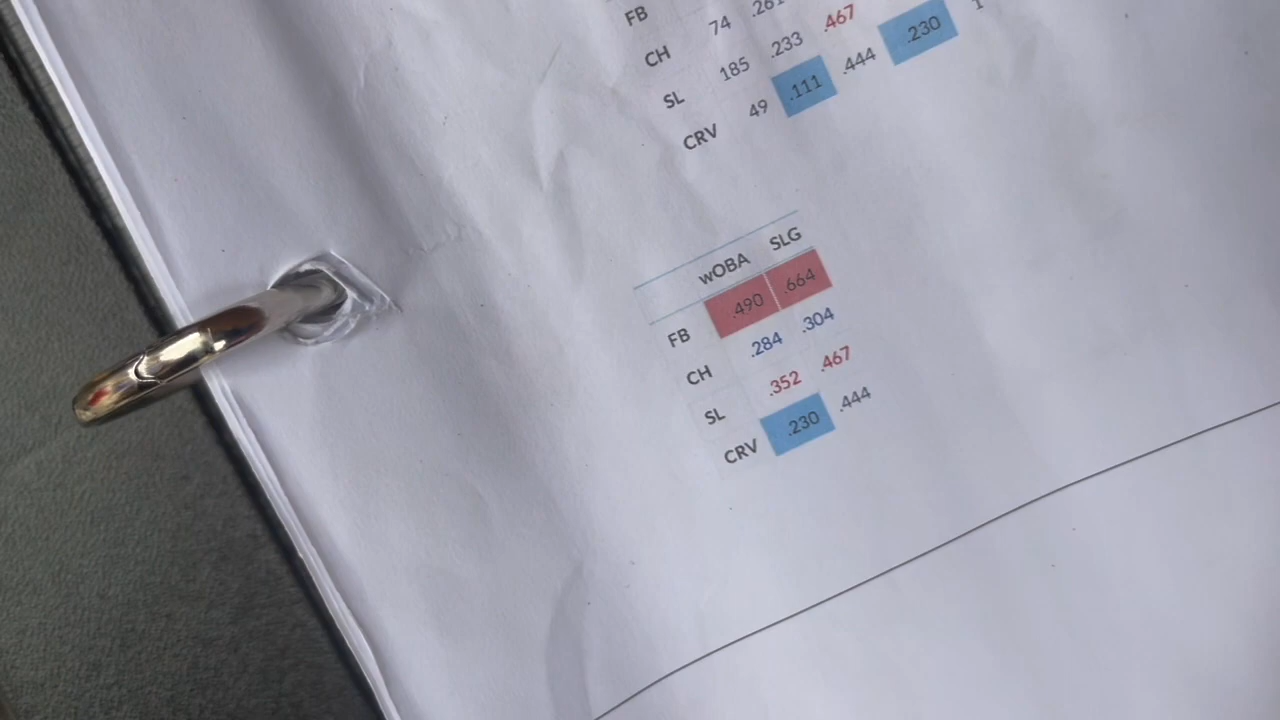 FB
CH 74
SL 185 .233 .467
CRV 49 .111 .444 .230
wOBA SLG
FB .490 .664
CH .284 .304
SL .352 .467
CRV .230 .444